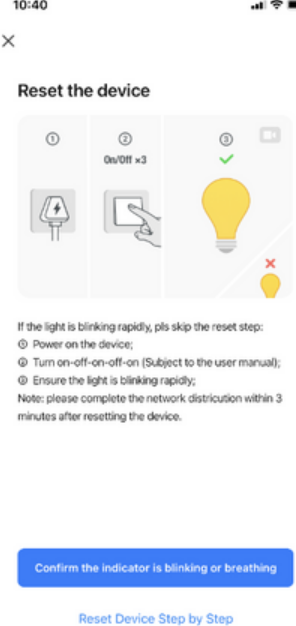 10:40
Reset the device
①
②
③
On/Off ×3
If the light is blinking rapidly, pls skip the reset step:
① Power on the device;
② Turn on-off-on-off-on (Subject to the user manual);
③ Ensure the light is blinking rapidly;
Note: please complete the network districution within 3
minutes after resetting the device.
Confirm the indicator is blinking or breathing
Reset Device Step by Step